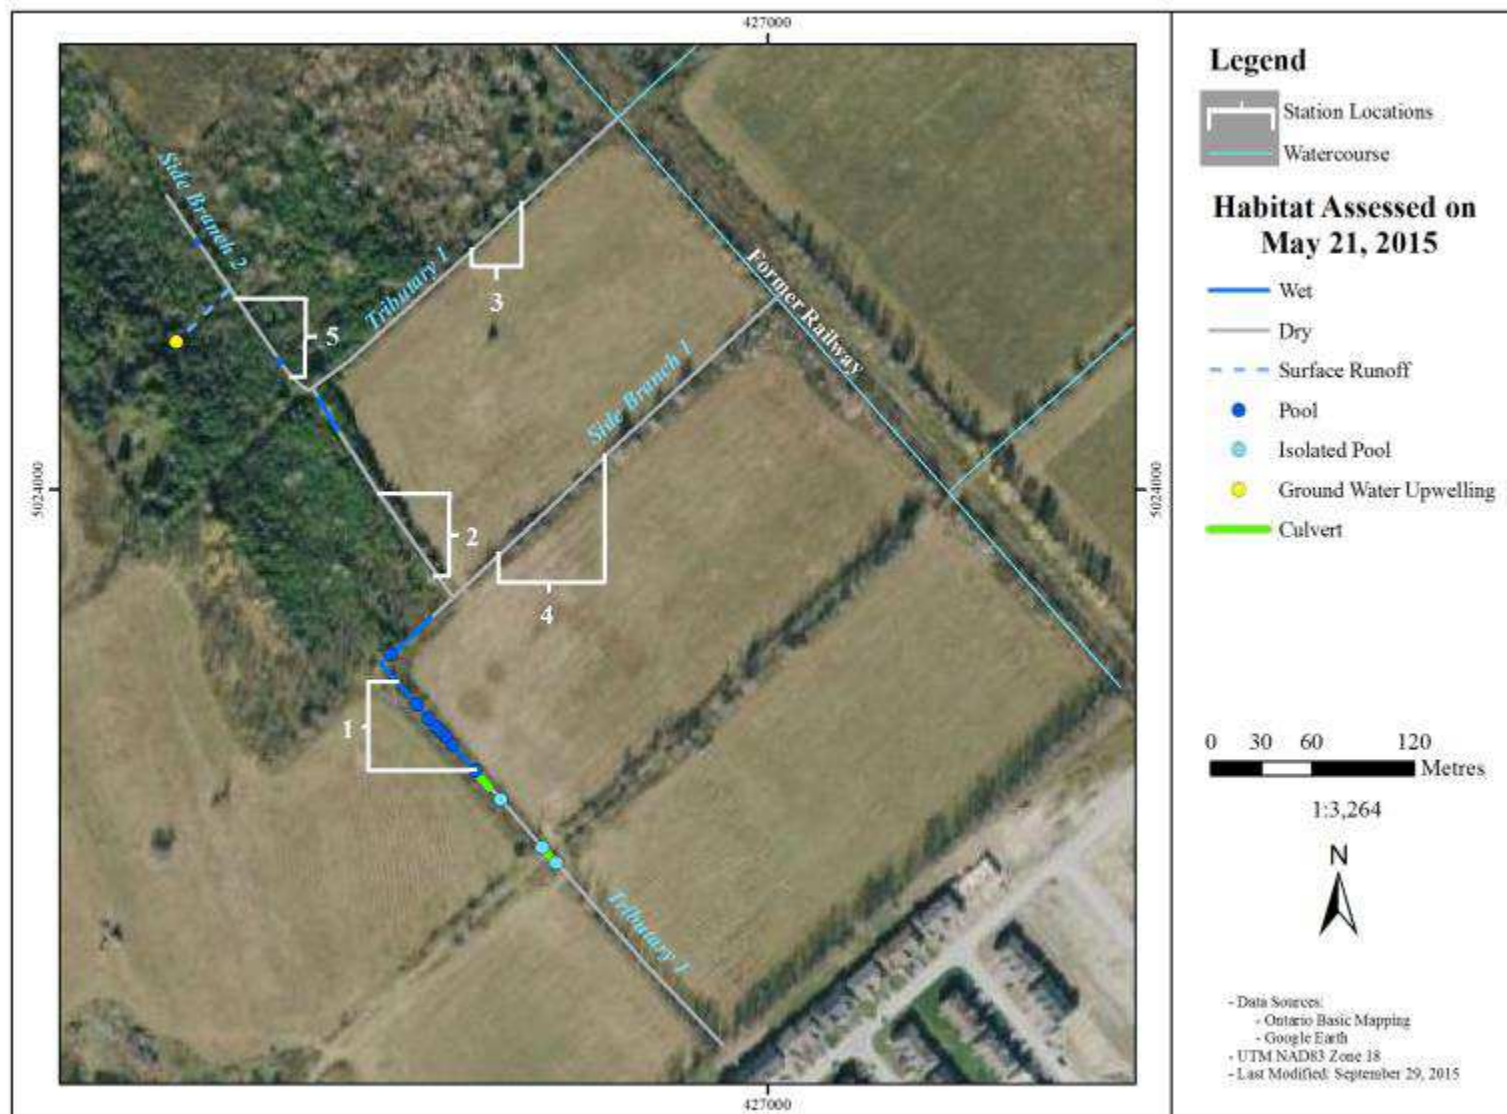 427000
Side Branch 2
Tributary 1
3
5
Former Railway
Side Branch 1
5024000
5024000
2
4
1
Tributary 1
427000
Legend
Station Locations
Watercourse
Habitat Assessed on
May 21, 2015
Wet
Dry
Surface Runoff
Pool
Isolated Pool
Ground Water Upwelling
Culvert
0 30 60 120
Metres
1:3,264
N
- Data Sources:
- Ontario Basic Mapping
- Google Earth
- UTM NAD83 Zone 18
- Last Modified: September 29, 2015